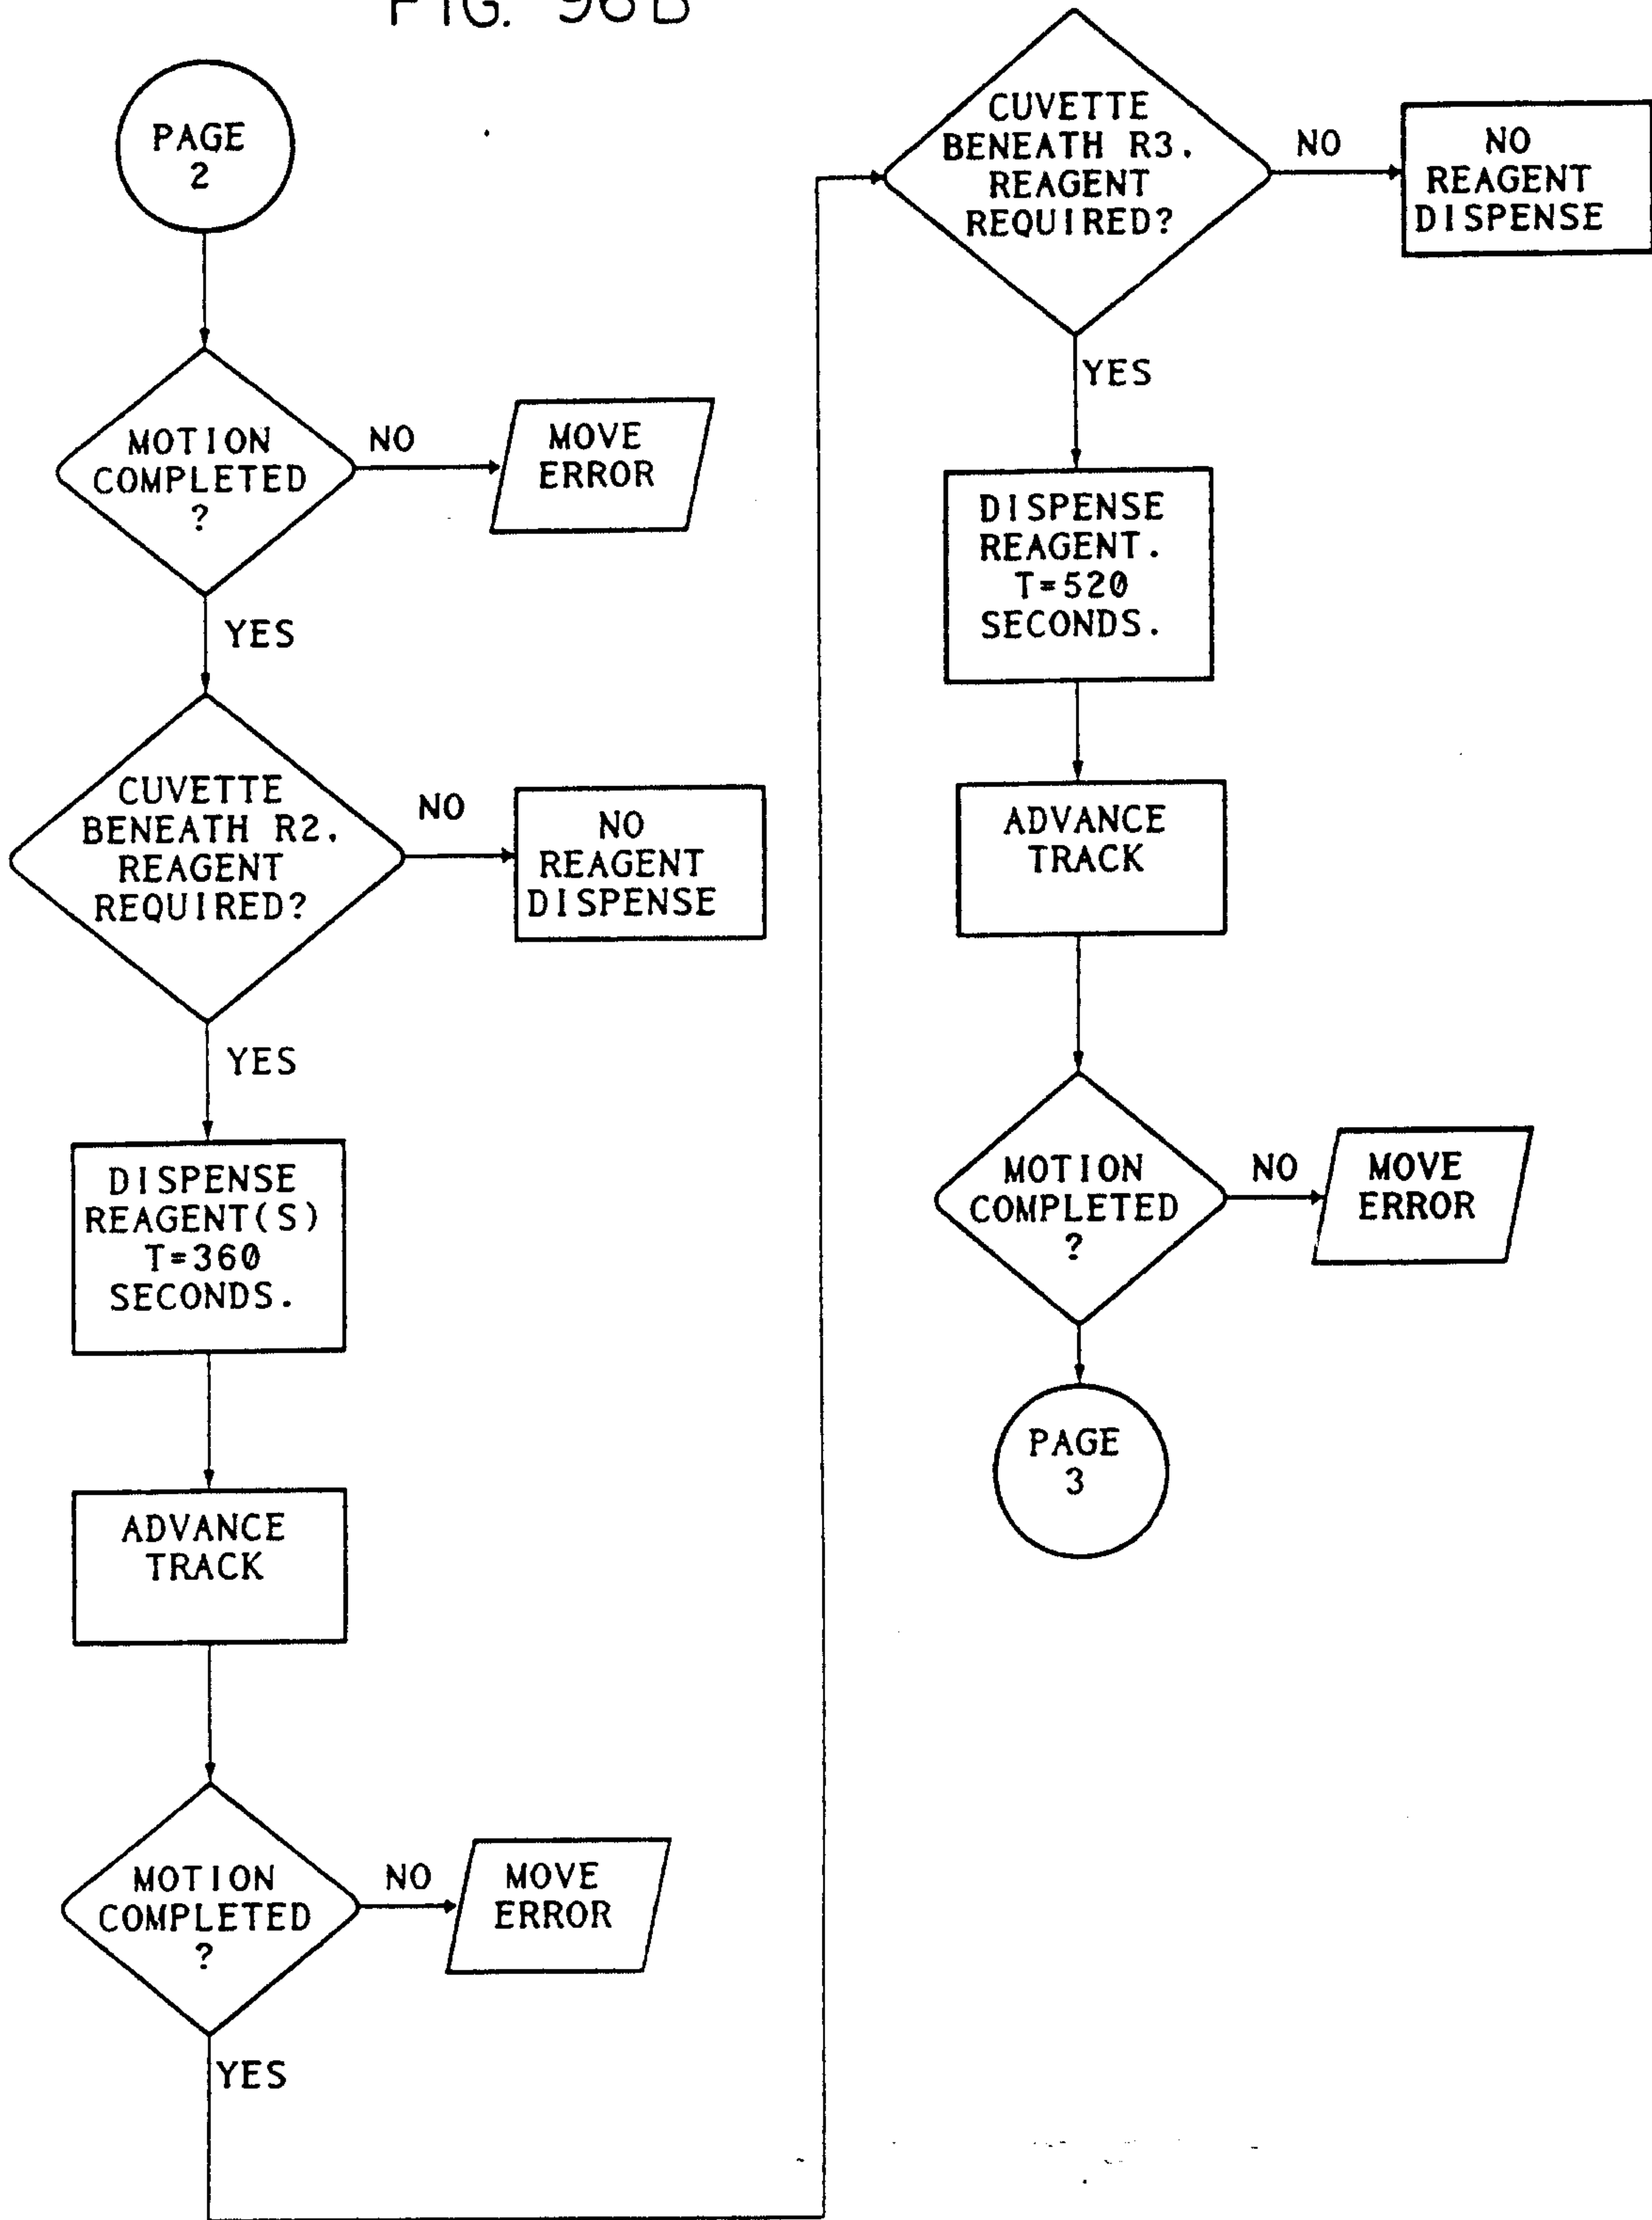 FIG. 96B
PAGE
2
MOTION
COMPLETED
?
NO
MOVE
ERROR
YES
CUVETTE
BENEATH R2.
REAGENT
REQUIRED?
NO
NO
REAGENT
DISPENSE
YES
DISPENSE
REAGENT(S)
T=360
SECONDS.
ADVANCE
TRACK
MOTION
COMPLETED
?
NO
MOVE
ERROR
YES
CUVETTE
BENEATH R3.
REAGENT
REQUIRED?
NO
NO
REAGENT
DISPENSE
YES
DISPENSE
REAGENT.
T=520
SECONDS.
ADVANCE
TRACK
MOTION
COMPLETED
?
NO
MOVE
ERROR
PAGE
3